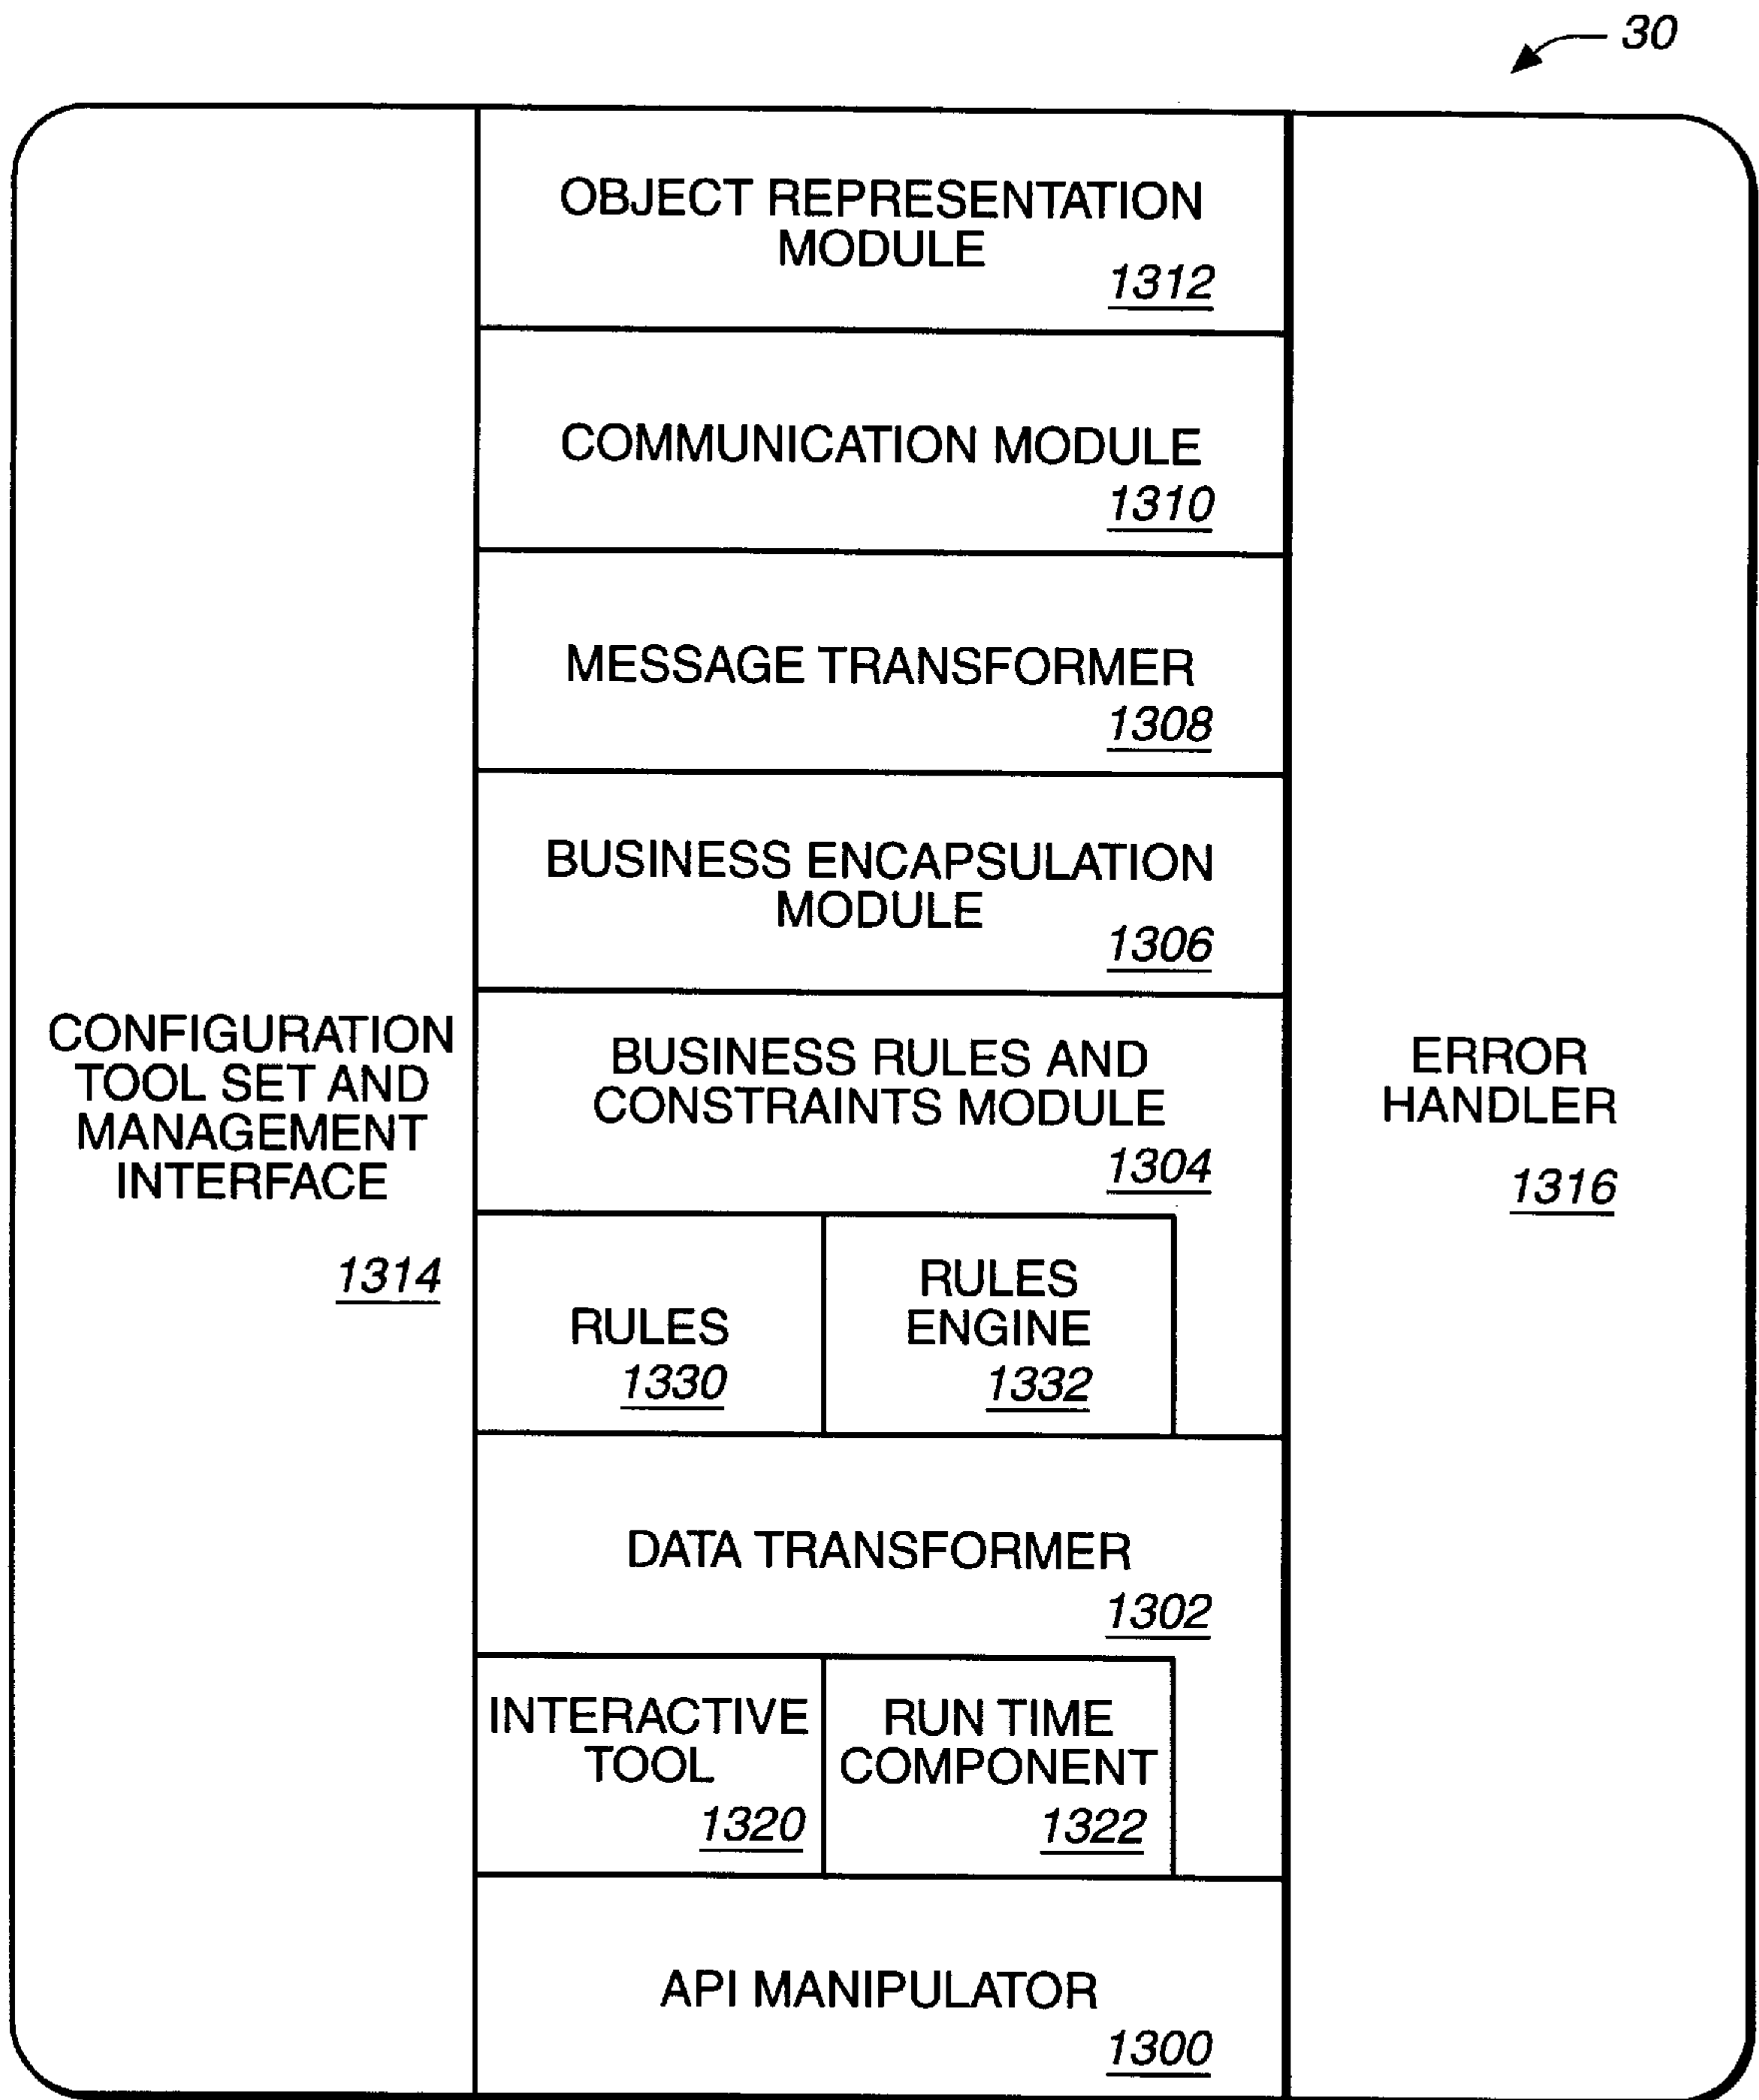 30
OBJECT REPRESENTATION
MODULE
1312
COMMUNICATION MODULE
1310
MESSAGE TRANSFORMER
1308
BUSINESS ENCAPSULATION
MODULE
1306
CONFIGURATION
TOOL SET AND
MANAGEMENT
INTERFACE
1314
BUSINESS RULES AND
CONSTRAINTS MODULE
1304
RULES
1330
RULES
ENGINE
1332
ERROR
HANDLER
1316
DATA TRANSFORMER
1302
INTERACTIVE
TOOL
1320
RUN TIME
COMPONENT
1322
API MANIPULATOR
1300